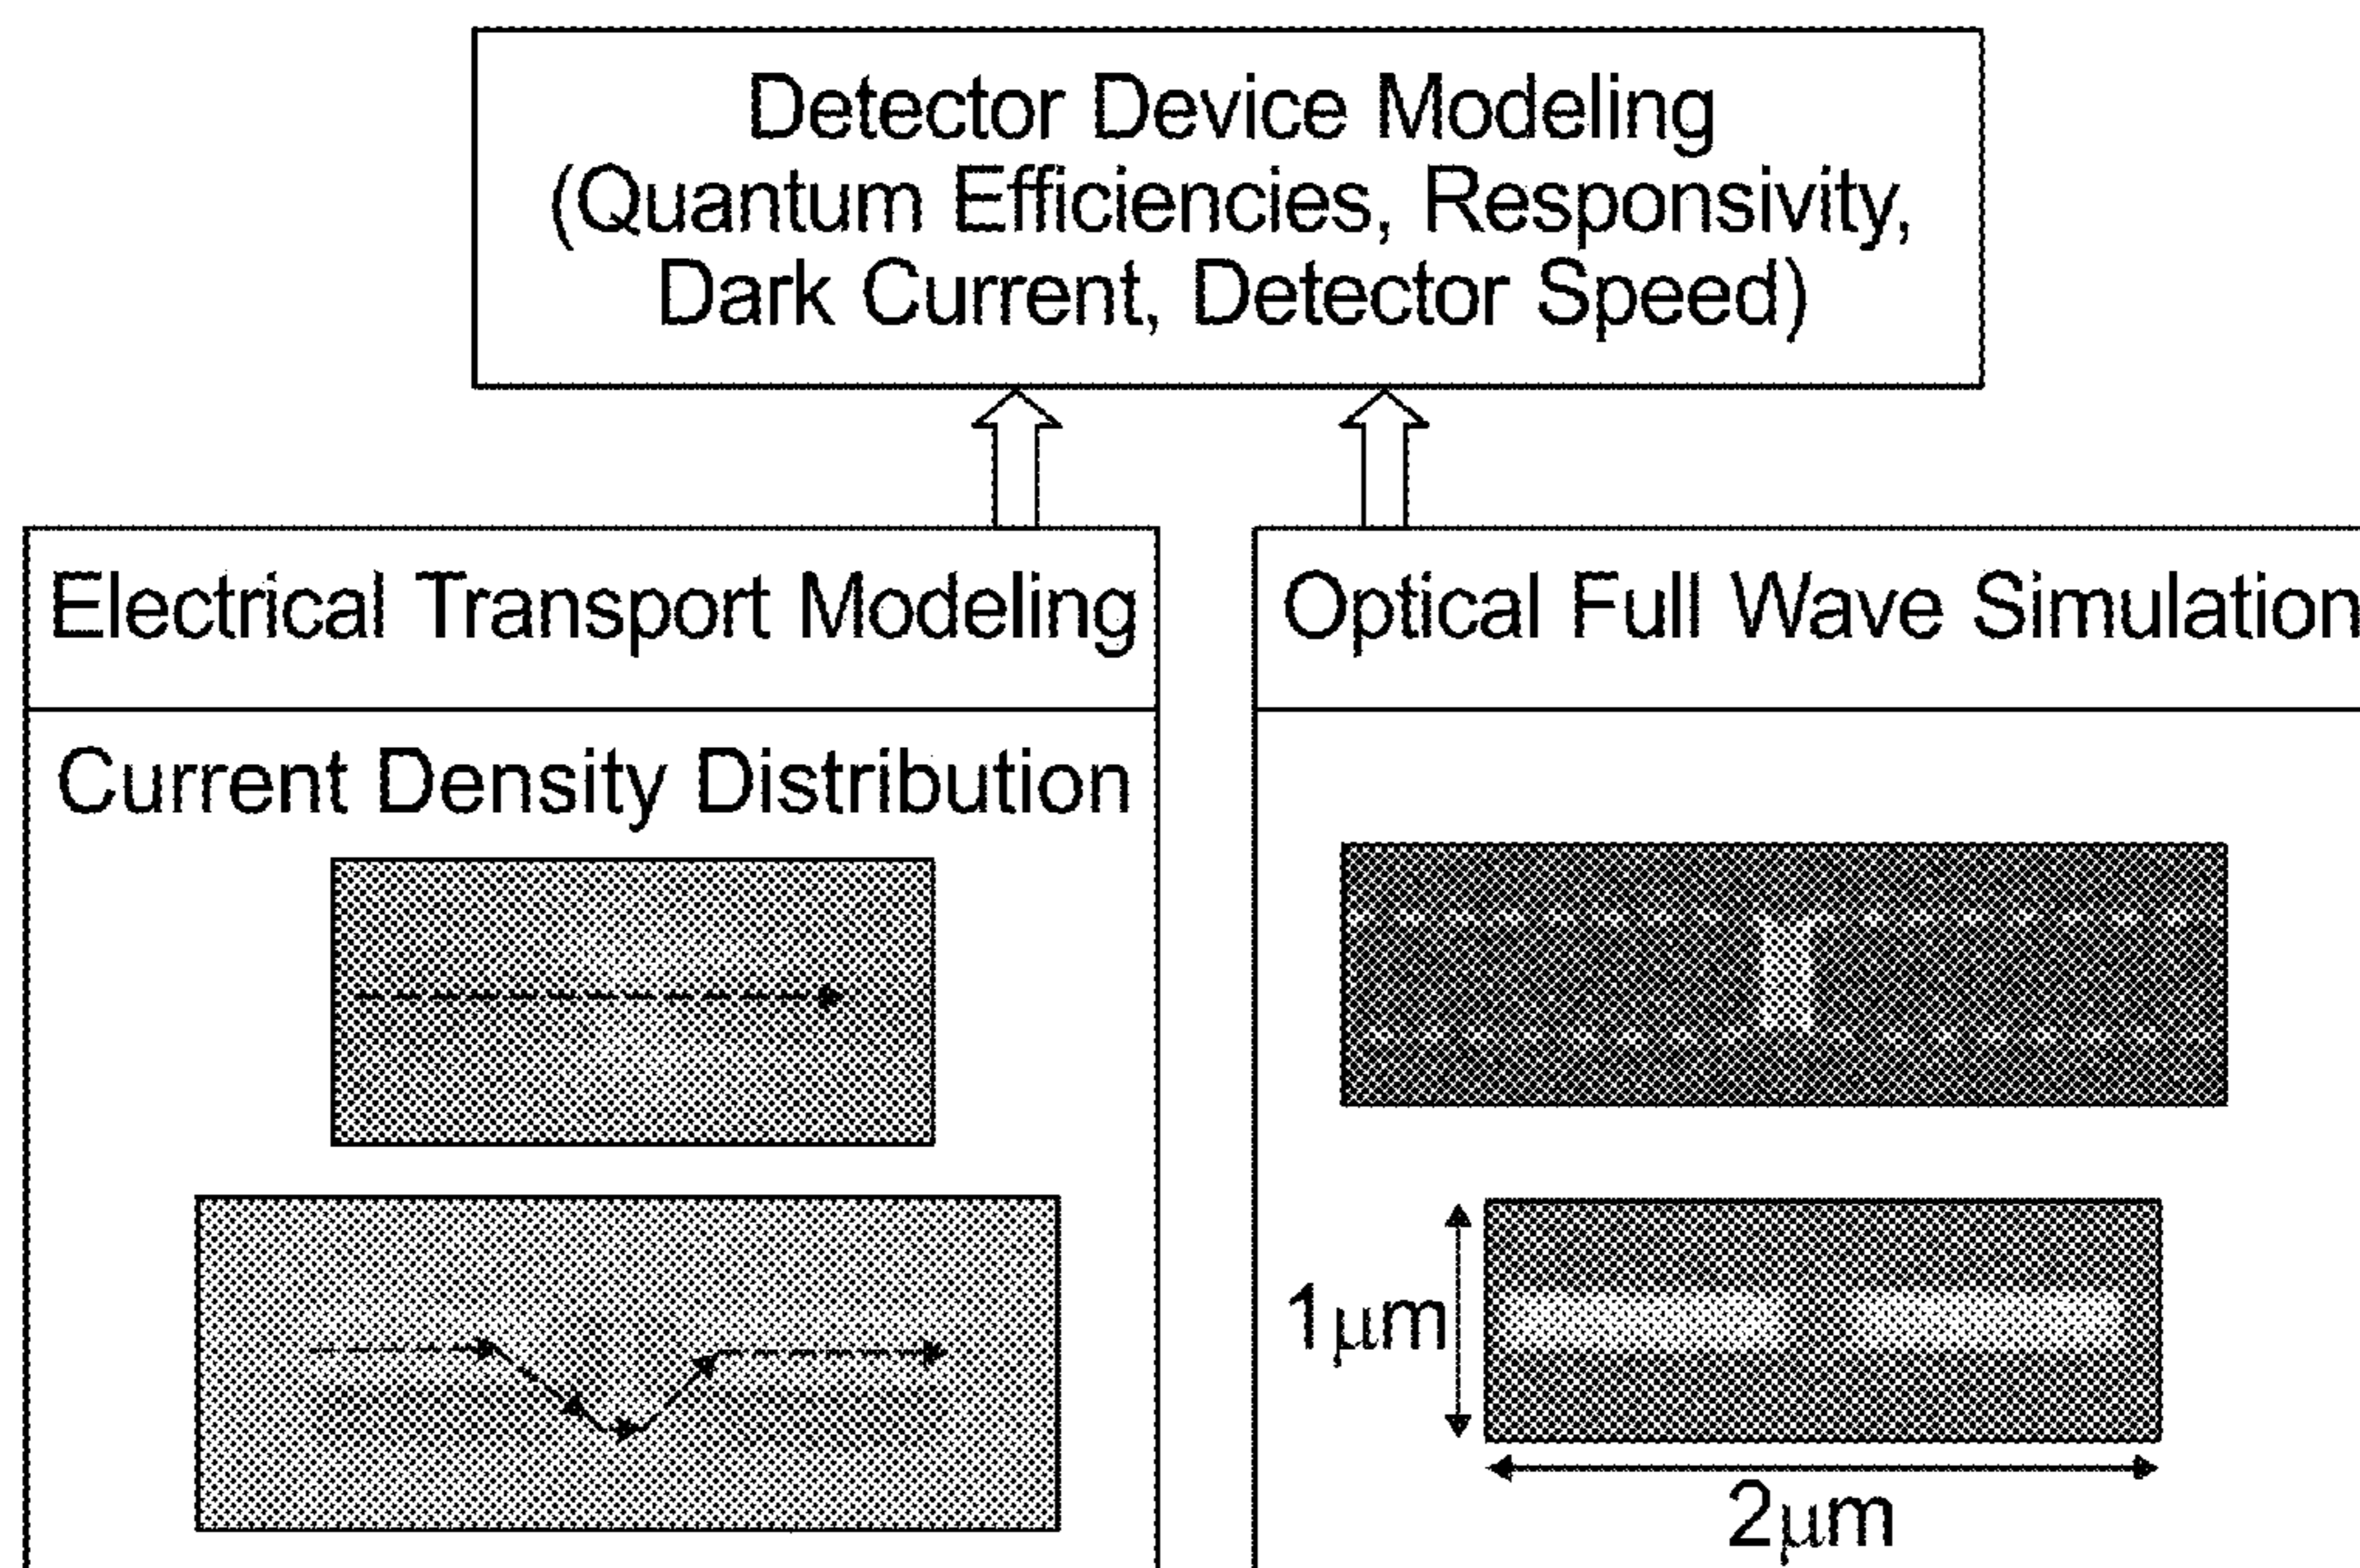 Detector Device Modeling
(Quantum Efficiencies, Responsivity,
Dark Current, Detector Speed)
Electrical Transport Modeling
Optical Full Wave Simulation
Current Density Distribution
1μm
2μm